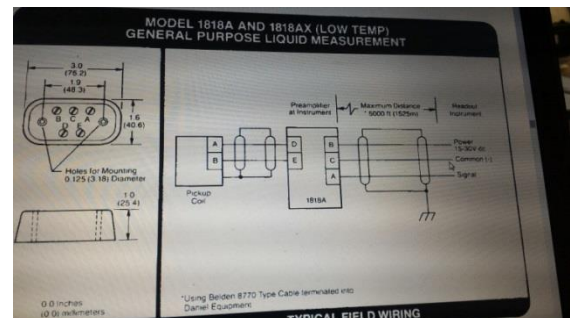 MODEL 1818A AND 1818AX (LOW TEMP)
GENERAL PURPOSE LIQUID MEASUREMENT
3.0
(76.2)
1.9
(48.3)
B C A
D E
1.6
(40.6)
Holes for Mounting
0.125 (3.18) Diameter
1.0
(25.4)
0.0 Inches
(0.0) millimeters
Preamplifier
at Instrument
Maximum Distance
5000 ft (1525m)
Readout
Instrument
A
B
Pickup
Coil
D
E
B
C
A
1818A
Power
Common (-)
Signal
*Using Belden 8770 Type Cable terminated into
Daniel Equipment
TYPICAL FIELD WIRING